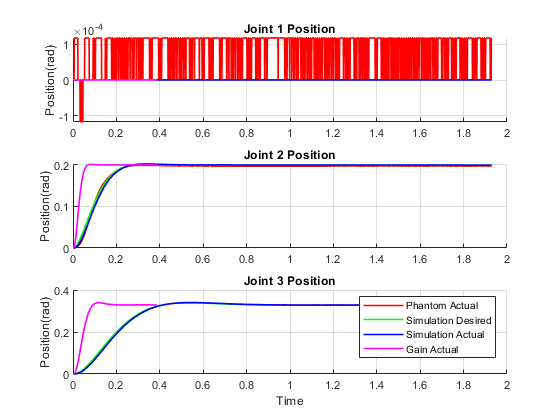 Joint 1 Position
×10^-4
1
0
-1
Position(rad)
0 0.2 0.4 0.6 0.8 1 1.2 1.4 1.6 1.8 2
Joint 2 Position
0.2
0.1
0
Position(rad)
0 0.2 0.4 0.6 0.8 1 1.2 1.4 1.6 1.8 2
Joint 3 Position
0.4
0.2
0
Position(rad)
Phantom Actual
Simulation Desired
Simulation Actual
Gain Actual
0 0.2 0.4 0.6 0.8 1 1.2 1.4 1.6 1.8 2
Time